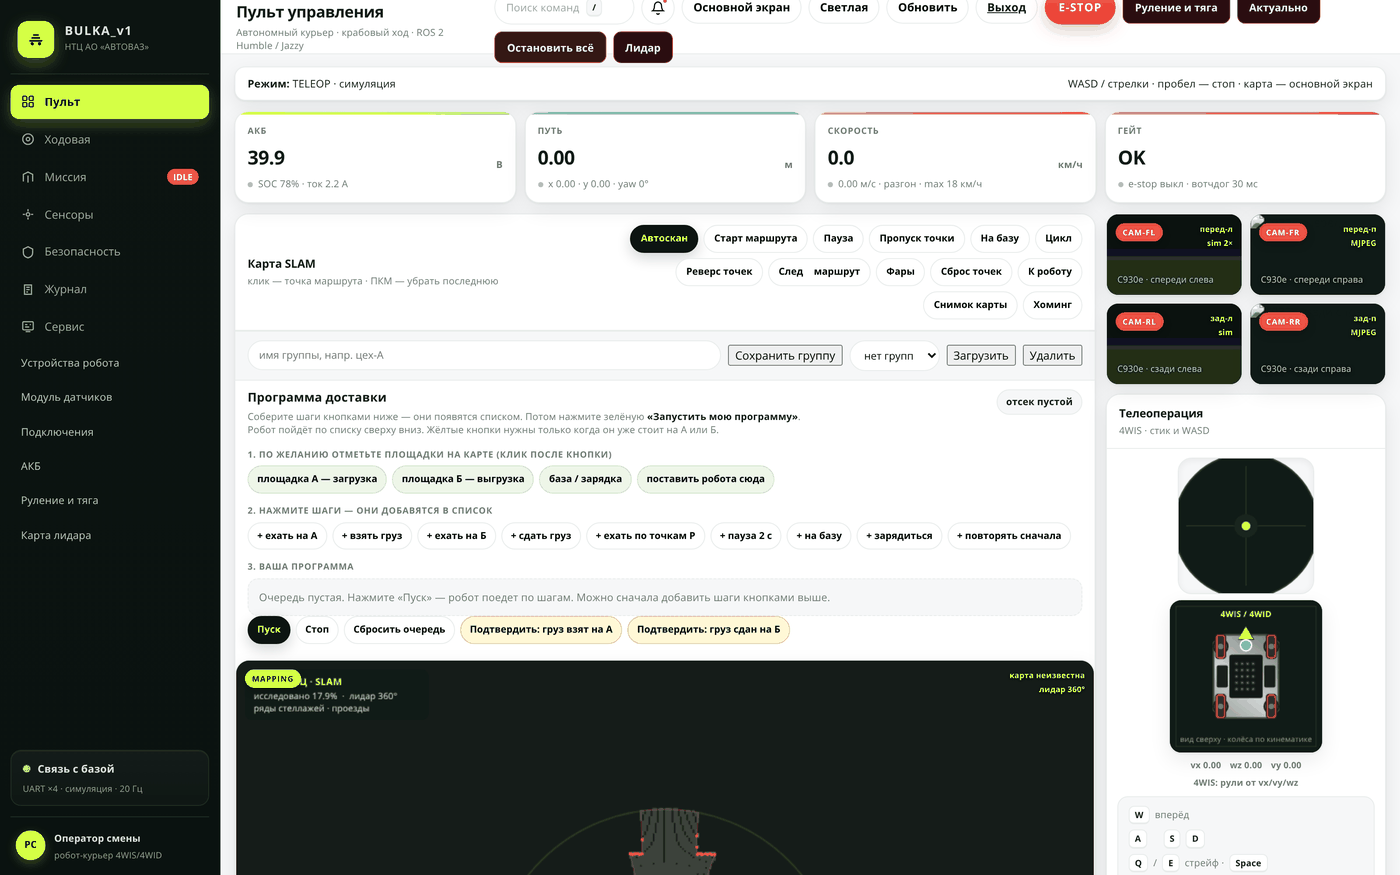 BULKA_v1
НТЦ АО «АВТОВАЗ»
Пульт
Ходовая
Миссия
IDLE
Сенсоры
Безопасность
Журнал
Сервис
Устройства робота
Модуль датчиков
Подключения
АКБ
Руление и тяга
Карта лидара
Связь с базой
UART ×4 · симуляция · 20 Гц
РС
Оператор смены
робот-курьер 4WIS/4WID
Пульт управления
Автономный курьер · крабовый ход · ROS 2
Humble / Jazzy
Поиск команд /
Основной экран
Светлая
Обновить
Выход
E-STOP
Руление и тяга
Актуально
Остановить всё
Лидар
Режим: TELEOP · симуляция
WASD / стрелки · пробел — стоп · карта — основной экран
АКБ
39.9
В
SOC 78% · ток 2.2 А
ПУТЬ
0.00
м
x 0.00 · y 0.00 · yaw 0°
СКОРОСТЬ
0.0
км/ч
0.00 м/с · разгон · max 18 км/ч
ГЕЙТ
OK
e-stop выкл · вотчдог 30 мс
Карта SLAM
клик — точка маршрута · ПКМ — убрать последнюю
Автоскан
Старт маршрута
Пауза
Пропуск точки
На базу
Цикл
Реверс точек
След маршрут
Фары
Сброс точек
К роботу
Снимок карты
Хоминг
имя группы, напр. цех-А
Сохранить группу
нет групп
Загрузить
Удалить
Программа доставки
Соберите шаги кнопками ниже — они появятся списком. Потом нажмите зелёную «Запустить мою программу».
Робот пойдёт по списку сверху вниз. Жёлтые кнопки нужны только когда он уже стоит на А или Б.
отсек пустой
1. ПО ЖЕЛАНИЮ ОТМЕТЬТЕ ПЛОЩАДКИ НА КАРТЕ (КЛИК ПОСЛЕ КНОПКИ)
площадка А — загрузка
площадка Б — выгрузка
база / зарядка
поставить робота сюда
2. НАЖМИТЕ ШАГИ — ОНИ ДОБАВЯТСЯ В СПИСОК
+ ехать на А
+ взять груз
+ ехать на Б
+ сдать груз
+ ехать по точкам Р
+ пауза 2 с
+ на базу
+ зарядиться
+ повторять сначала
3. ВАША ПРОГРАММА
Очередь пустая. Нажмите «Пуск» — робот поедет по шагам. Можно сначала добавить шаги кнопками выше.
Пуск
Стоп
Сбросить очередь
Подтвердить: груз взят на А
Подтвердить: груз сдан на Б
MAPPING
Ц · SLAM
исследовано 17.9% · лидар 360°
ряды стеллажей · проезды
карта неизвестна
лидар 360°
CAM-FL
перед-л
sim 2×
C930e · спереди слева
CAM-FR
перед-п
MJPEG
C930e · спереди справа
CAM-RL
зад-л
sim
C930e · сзади слева
CAM-RR
зад-п
MJPEG
C930e · сзади справа
Телеоперация
4WIS · стик и WASD
4WIS / 4WID
вид сверху · колёса по кинематике
vx 0.00 wz 0.00 vy 0.00
4WIS: рули от vx/vy/wz
W вперёд
A S D
Q / E стрейф · Space